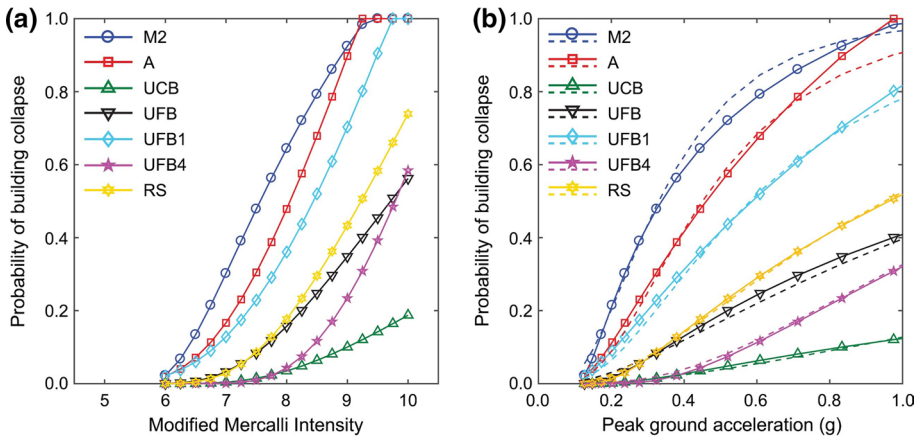 (a)
Probability of building collapse
1.0
0.8
0.6
0.4
0.2
0.0
M2
A
UCB
UFB
UFB1
UFB4
RS
5 6 7 8 9 10
Modified Mercalli Intensity
(b)
Probability of building collapse
1.0
0.8
0.6
0.4
0.2
0.0
M2
A
UCB
UFB
UFB1
UFB4
RS
0.0 0.2 0.4 0.6 0.8 1.0
Peak ground acceleration (g)